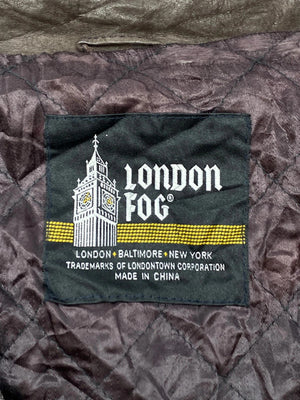 LONDON
FOG®
LONDON • BALTIMORE • NEW YORK
TRADEMARKS OF LONDONTOWN CORPORATION
MADE IN CHINA